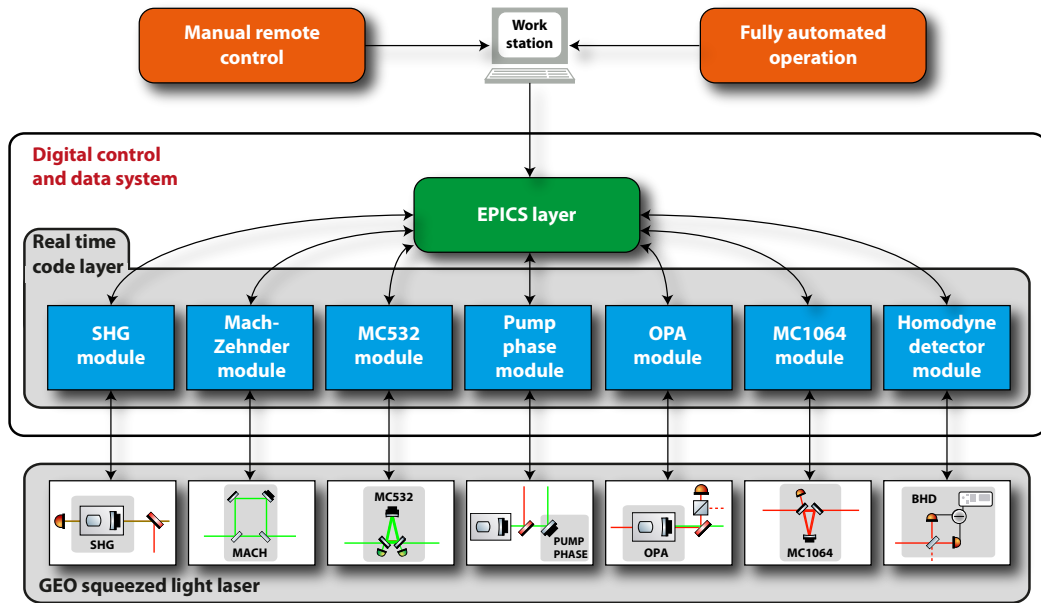 Manual remote
control
Work
station
Fully automated
operation
Digital control
and data system
EPICS layer
Real time
code layer
SHG
module
Mach-
Zehnder
module
MC532
module
Pump
phase
module
OPA
module
MC1064
module
Homodyne
detector
module
SHG
MACH
MC532
PUMP
PHASE
OPA
MC1064
BHD
GEO squeezed light laser